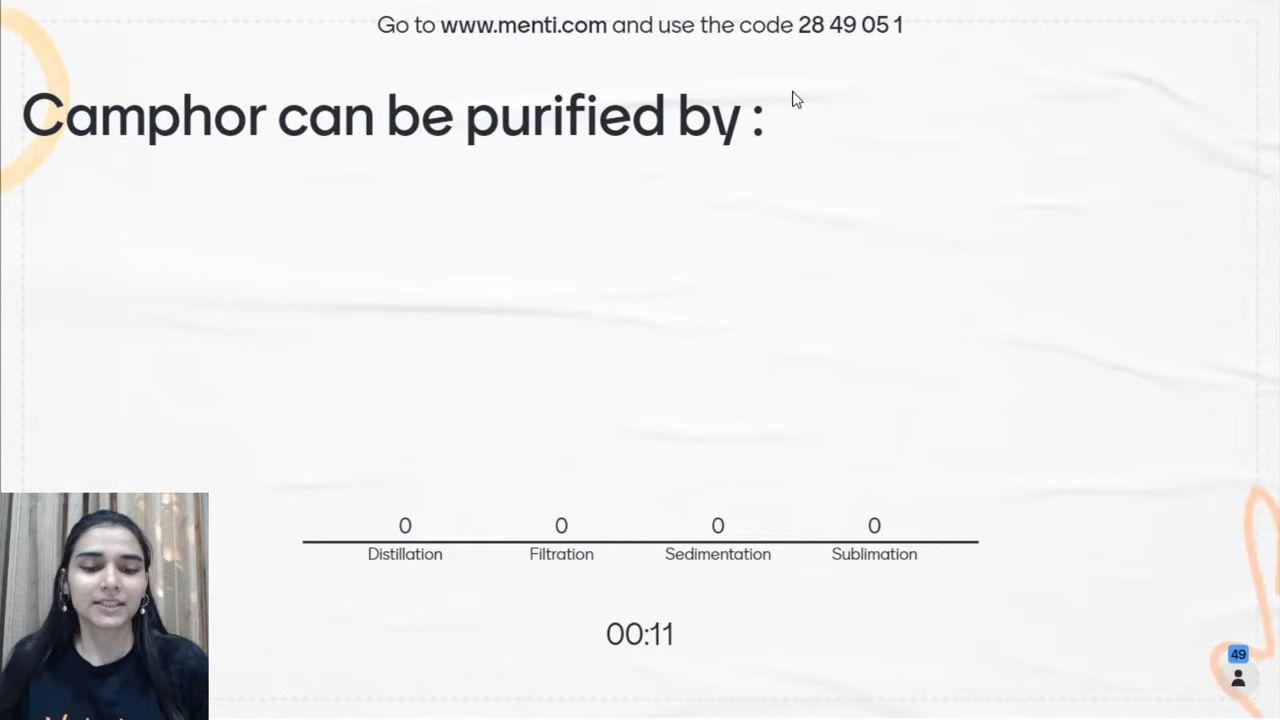 Go to www.menti.com and use the code 28 49 05 1
Camphor can be purified by :
0 0 0 0
Distillation Filtration Sedimentation Sublimation
00:11
49